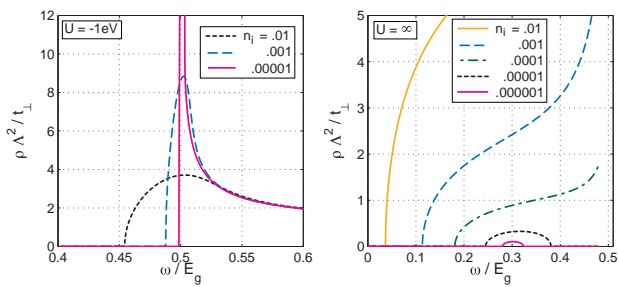 U = -1eV
n_i = .01
.001
.00001
12
10
8
6
4
2
0
ρ Λ² / t_⊥
0.4 0.45 0.5 0.55 0.6
ω / E_g
U = ∞
n_i = .01
.001
.0001
.00001
.000001
5
4
3
2
1
0
ρ Λ² / t_⊥
0 0.1 0.2 0.3 0.4 0.5
ω / E_g